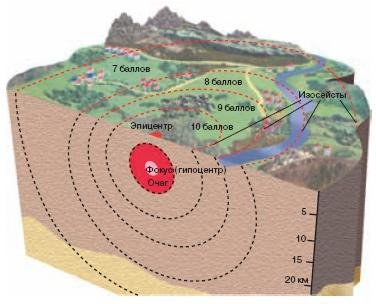 7 баллов
8 баллов
Изосейсты
9 баллов
Эпицентр
10 баллов
Фокус(гипоцентр)
Очаг
5
10
15
20 км